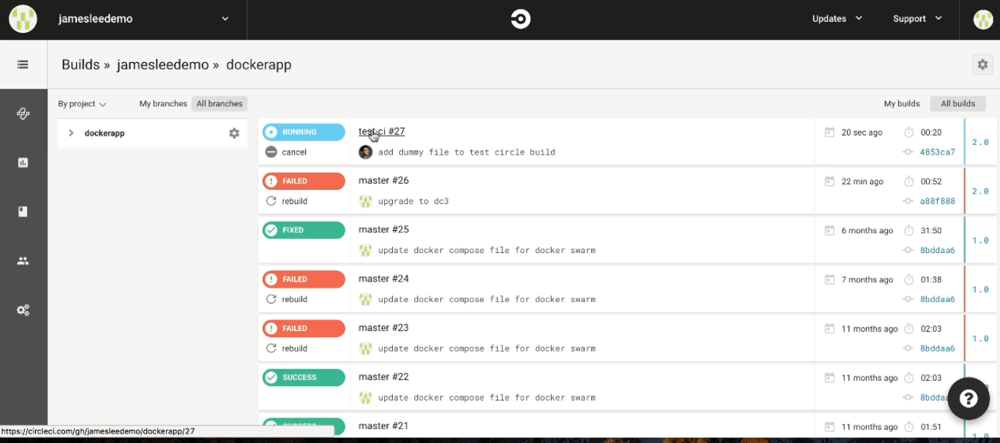 jamesleedemo
Updates
Support
Builds » jamesleedemo » dockerapp
By project
My branches
All branches
My builds
All builds
dockerapp
RUNNING
test-ci #27
20 sec ago
00:20
2.0
cancel
add dummy file to test circle build
4853ca7
FAILED
master #26
22 min ago
00:52
2.0
rebuild
upgrade to dc3
a88f688
FIXED
master #25
6 months ago
31:50
1.0
update docker compose file for docker swarm
8bddaa6
FAILED
master #24
7 months ago
01:38
1.0
rebuild
update docker compose file for docker swarm
8bddaa6
FAILED
master #23
11 months ago
02:03
1.0
rebuild
update docker compose file for docker swarm
8bddaa6
SUCCESS
master #22
11 months ago
02:03
update docker compose file for docker swarm
8bddaa
SUCCESS
master #21
11 months ago
01:51
1.0
https://circleci.com/gh/jamesleedemo/dockerapp/27